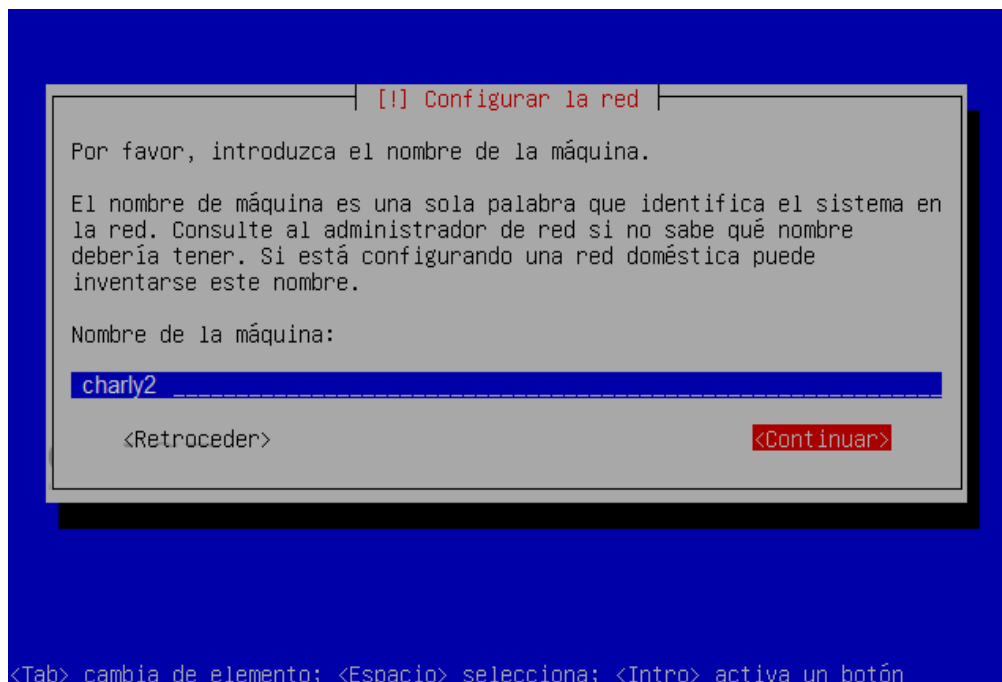 [!] Configurar la red
Por favor, introduzca el nombre de la máquina.
El nombre de máquina es una sola palabra que identifica el sistema en
la red. Consulte al administrador de red si no sabe qué nombre
debería tener. Si está configurando una red doméstica puede
inventarse este nombre.
Nombre de la máquina:
charly2
<Retroceder> <Continuar>
<Tab> cambia de elemento; <Espacio> selecciona; <Intro> activa un botón